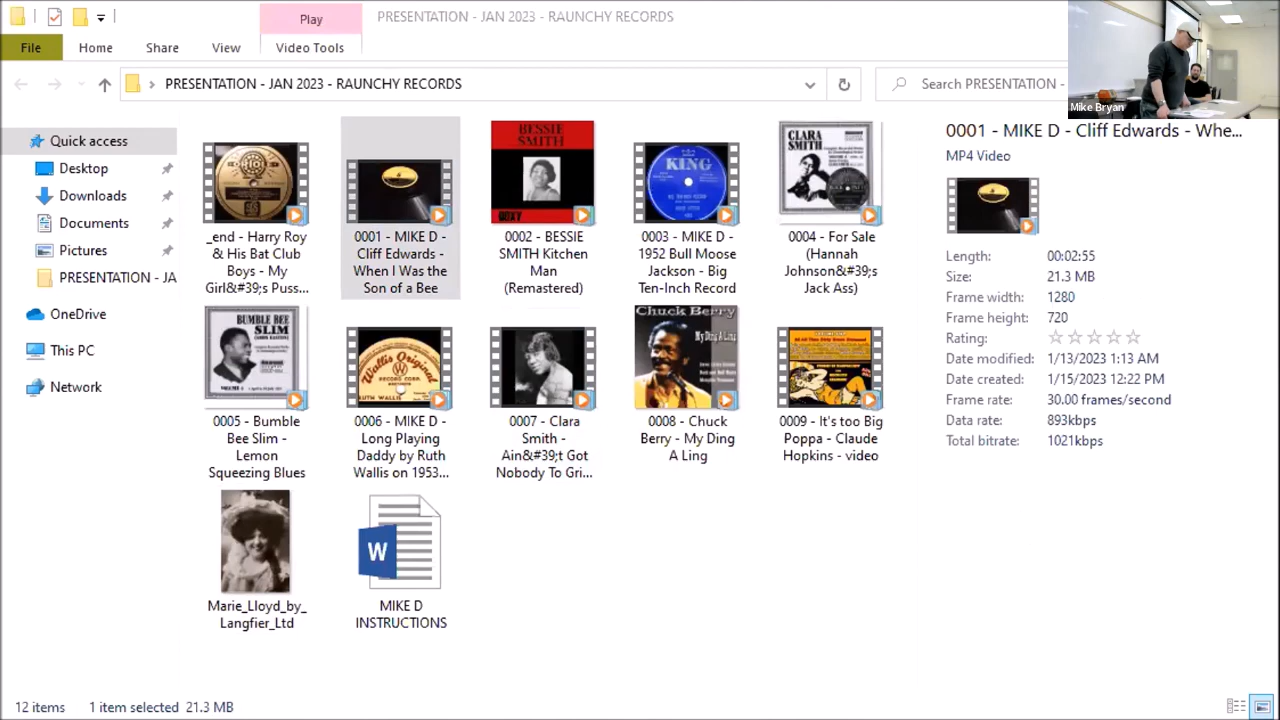 Play
PRESENTATION - JAN 2023 - RAUNCHY RECORDS
File
Home
Share
View
Video Tools
PRESENTATION - JAN 2023 - RAUNCHY RECORDS
Search PRESENTATION -
Mike Bryan
Quick access
Desktop
Downloads
Documents
Pictures
PRESENTATION - JA
OneDrive
This PC
Network
_end - Harry Roy
& His Bat Club
Boys - My
Girl&#39;s Puss...
0001 - MIKE D -
Cliff Edwards -
When I Was the
Son of a Bee
BESSIE
SMITH
0002 - BESSIE
SMITH Kitchen
Man
(Remastered)
KING
0003 - MIKE D -
1952 Bull Moose
Jackson - Big
Ten-Inch Record
CLARA
SMITH
0004 - For Sale
(Hannah
Johnson&#39;s
Jack Ass)
BUMBLE BEE
SLIM
0005 - Bumble
Bee Slim -
Lemon
Squeezing Blues
Wallis Original
RECORD CORP.
RUTH WALLIS
0006 - MIKE D -
Long Playing
Daddy by Ruth
Wallis on 1953...
0007 - Clara
Smith -
Ain&#39;t Got
Nobody To Gri...
Chuck Berry
My Ding A Ling
0008 - Chuck
Berry - My Ding
A Ling
0009 - It's too Big
Poppa - Claude
Hopkins - video
Marie_Lloyd_by_
Langfier_Ltd
W
MIKE D
INSTRUCTIONS
0001 - MIKE D - Cliff Edwards - Whe...
MP4 Video
Length: 00:02:55
Size: 21.3 MB
Frame width: 1280
Frame height: 720
Rating:
Date modified: 1/13/2023 1:13 AM
Date created: 1/15/2023 12:22 PM
Frame rate: 30.00 frames/second
Data rate: 893kbps
Total bitrate: 1021kbps
12 items
1 item selected 21.3 MB